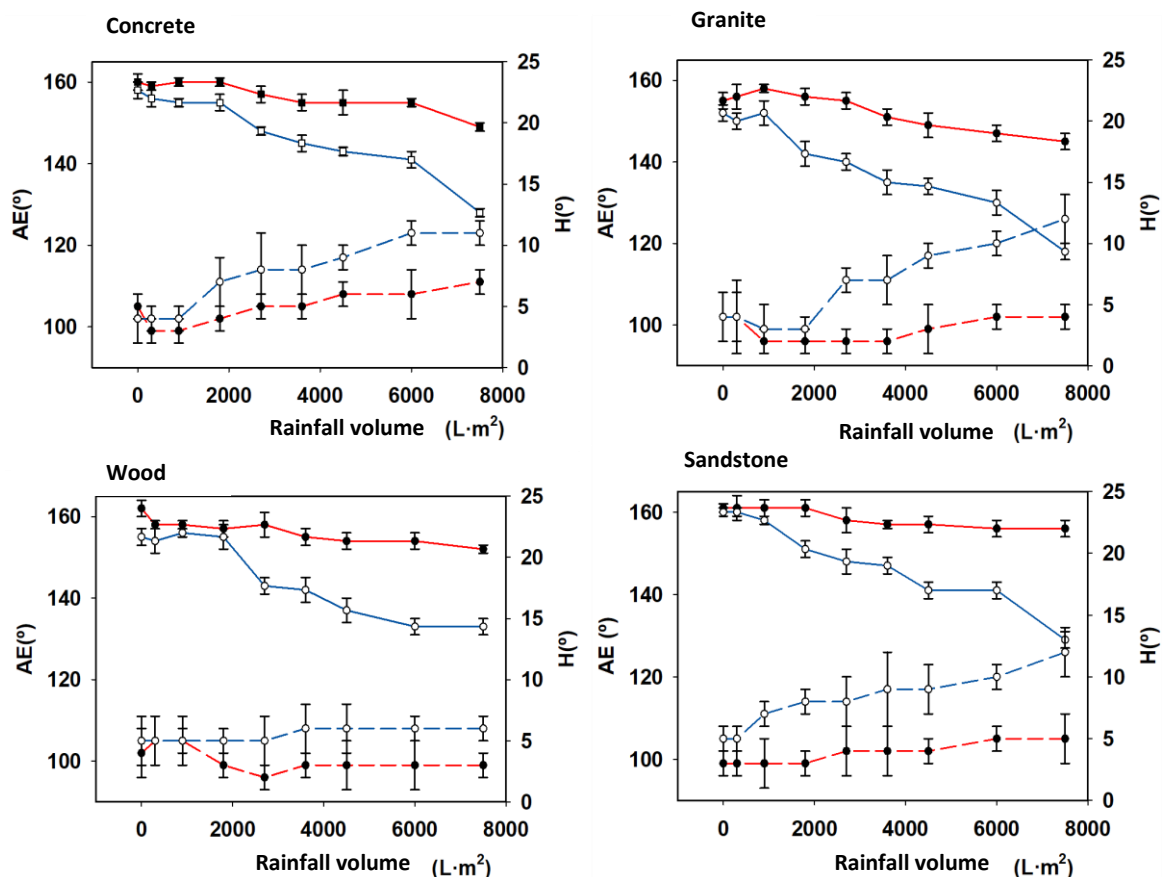 Concrete
160
140
120
100
AE(º)
25
20
15
10
5
0
H(º)
0 2000 4000 6000 8000
Rainfall volume (L·m²)
Granite
160
140
120
100
AE(º)
25
20
15
10
5
0
H(º)
0 2000 4000 6000 8000
Rainfall volume (L·m²)
Wood
160
140
120
100
AE(º)
25
20
15
10
5
0
H(º)
0 2000 4000 6000 8000
Rainfall volume (L·m²)
Sandstone
160
140
120
100
AE (º)
25
20
15
10
5
0
H(º)
0 2000 4000 6000 8000
Rainfall volume (L·m²)